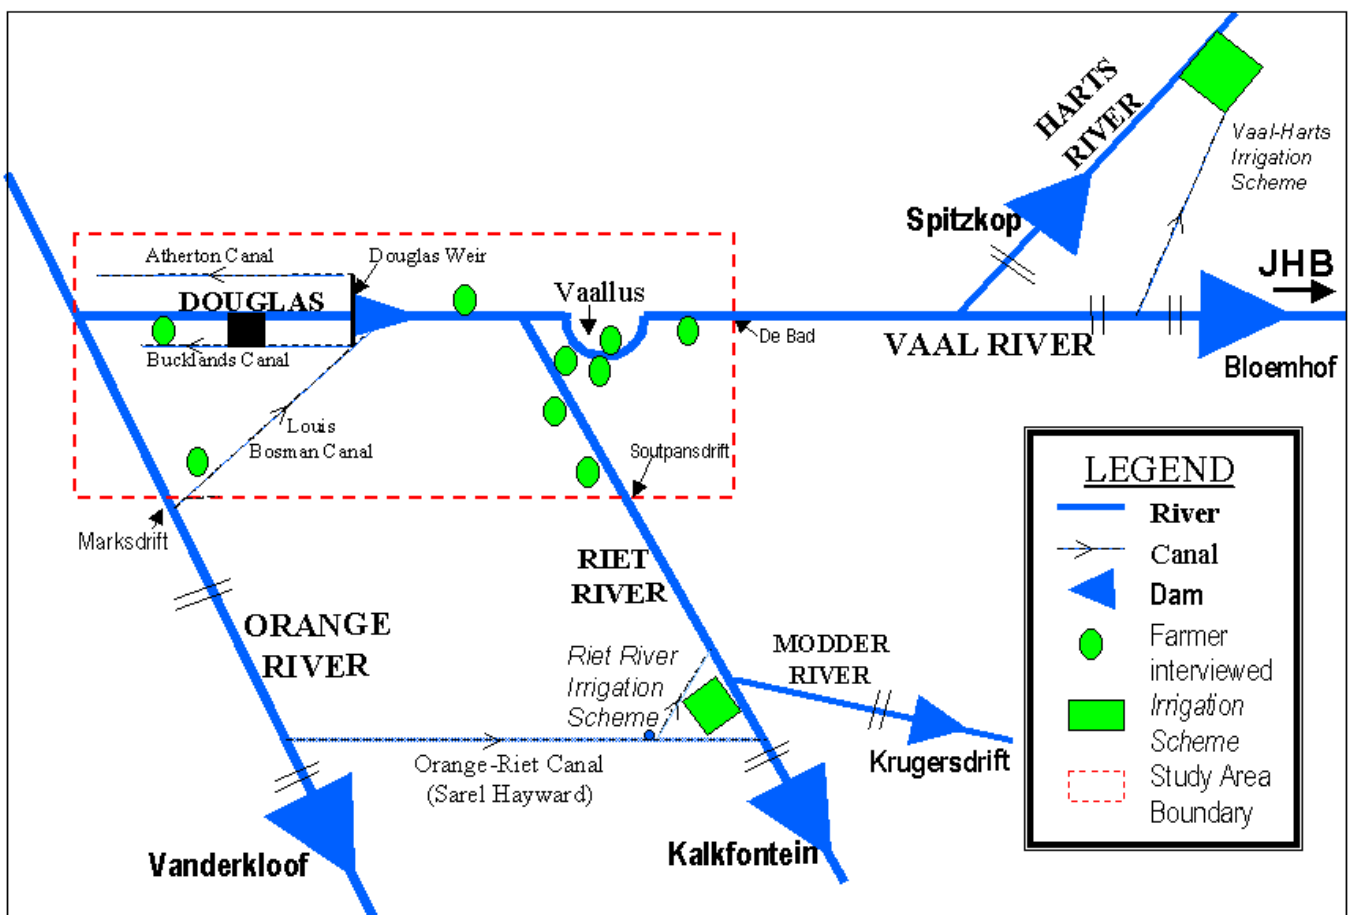 HARTS
RIVER
Vaal-Harts
Irrigation
Scheme
Spitzkop
JHB
Atherton Canal
Douglas Weir
DOUGLAS
Vaallus
De Bad
VAAL RIVER
Bloemhof
Bucklands Canal
Louis
Bosman Canal
Soutpansdrift
Marksdrift
RIET
RIVER
ORANGE
RIVER
MODDER
RIVER
Riet River
Irrigation
Scheme
Orange-Riet Canal
(Sarel Hayward)
Krugersdrift
Vanderkloof
Kalkfontein
LEGEND
River
Canal
Dam
Farmer
interviewed
Irrigation
Scheme
Study Area
Boundary